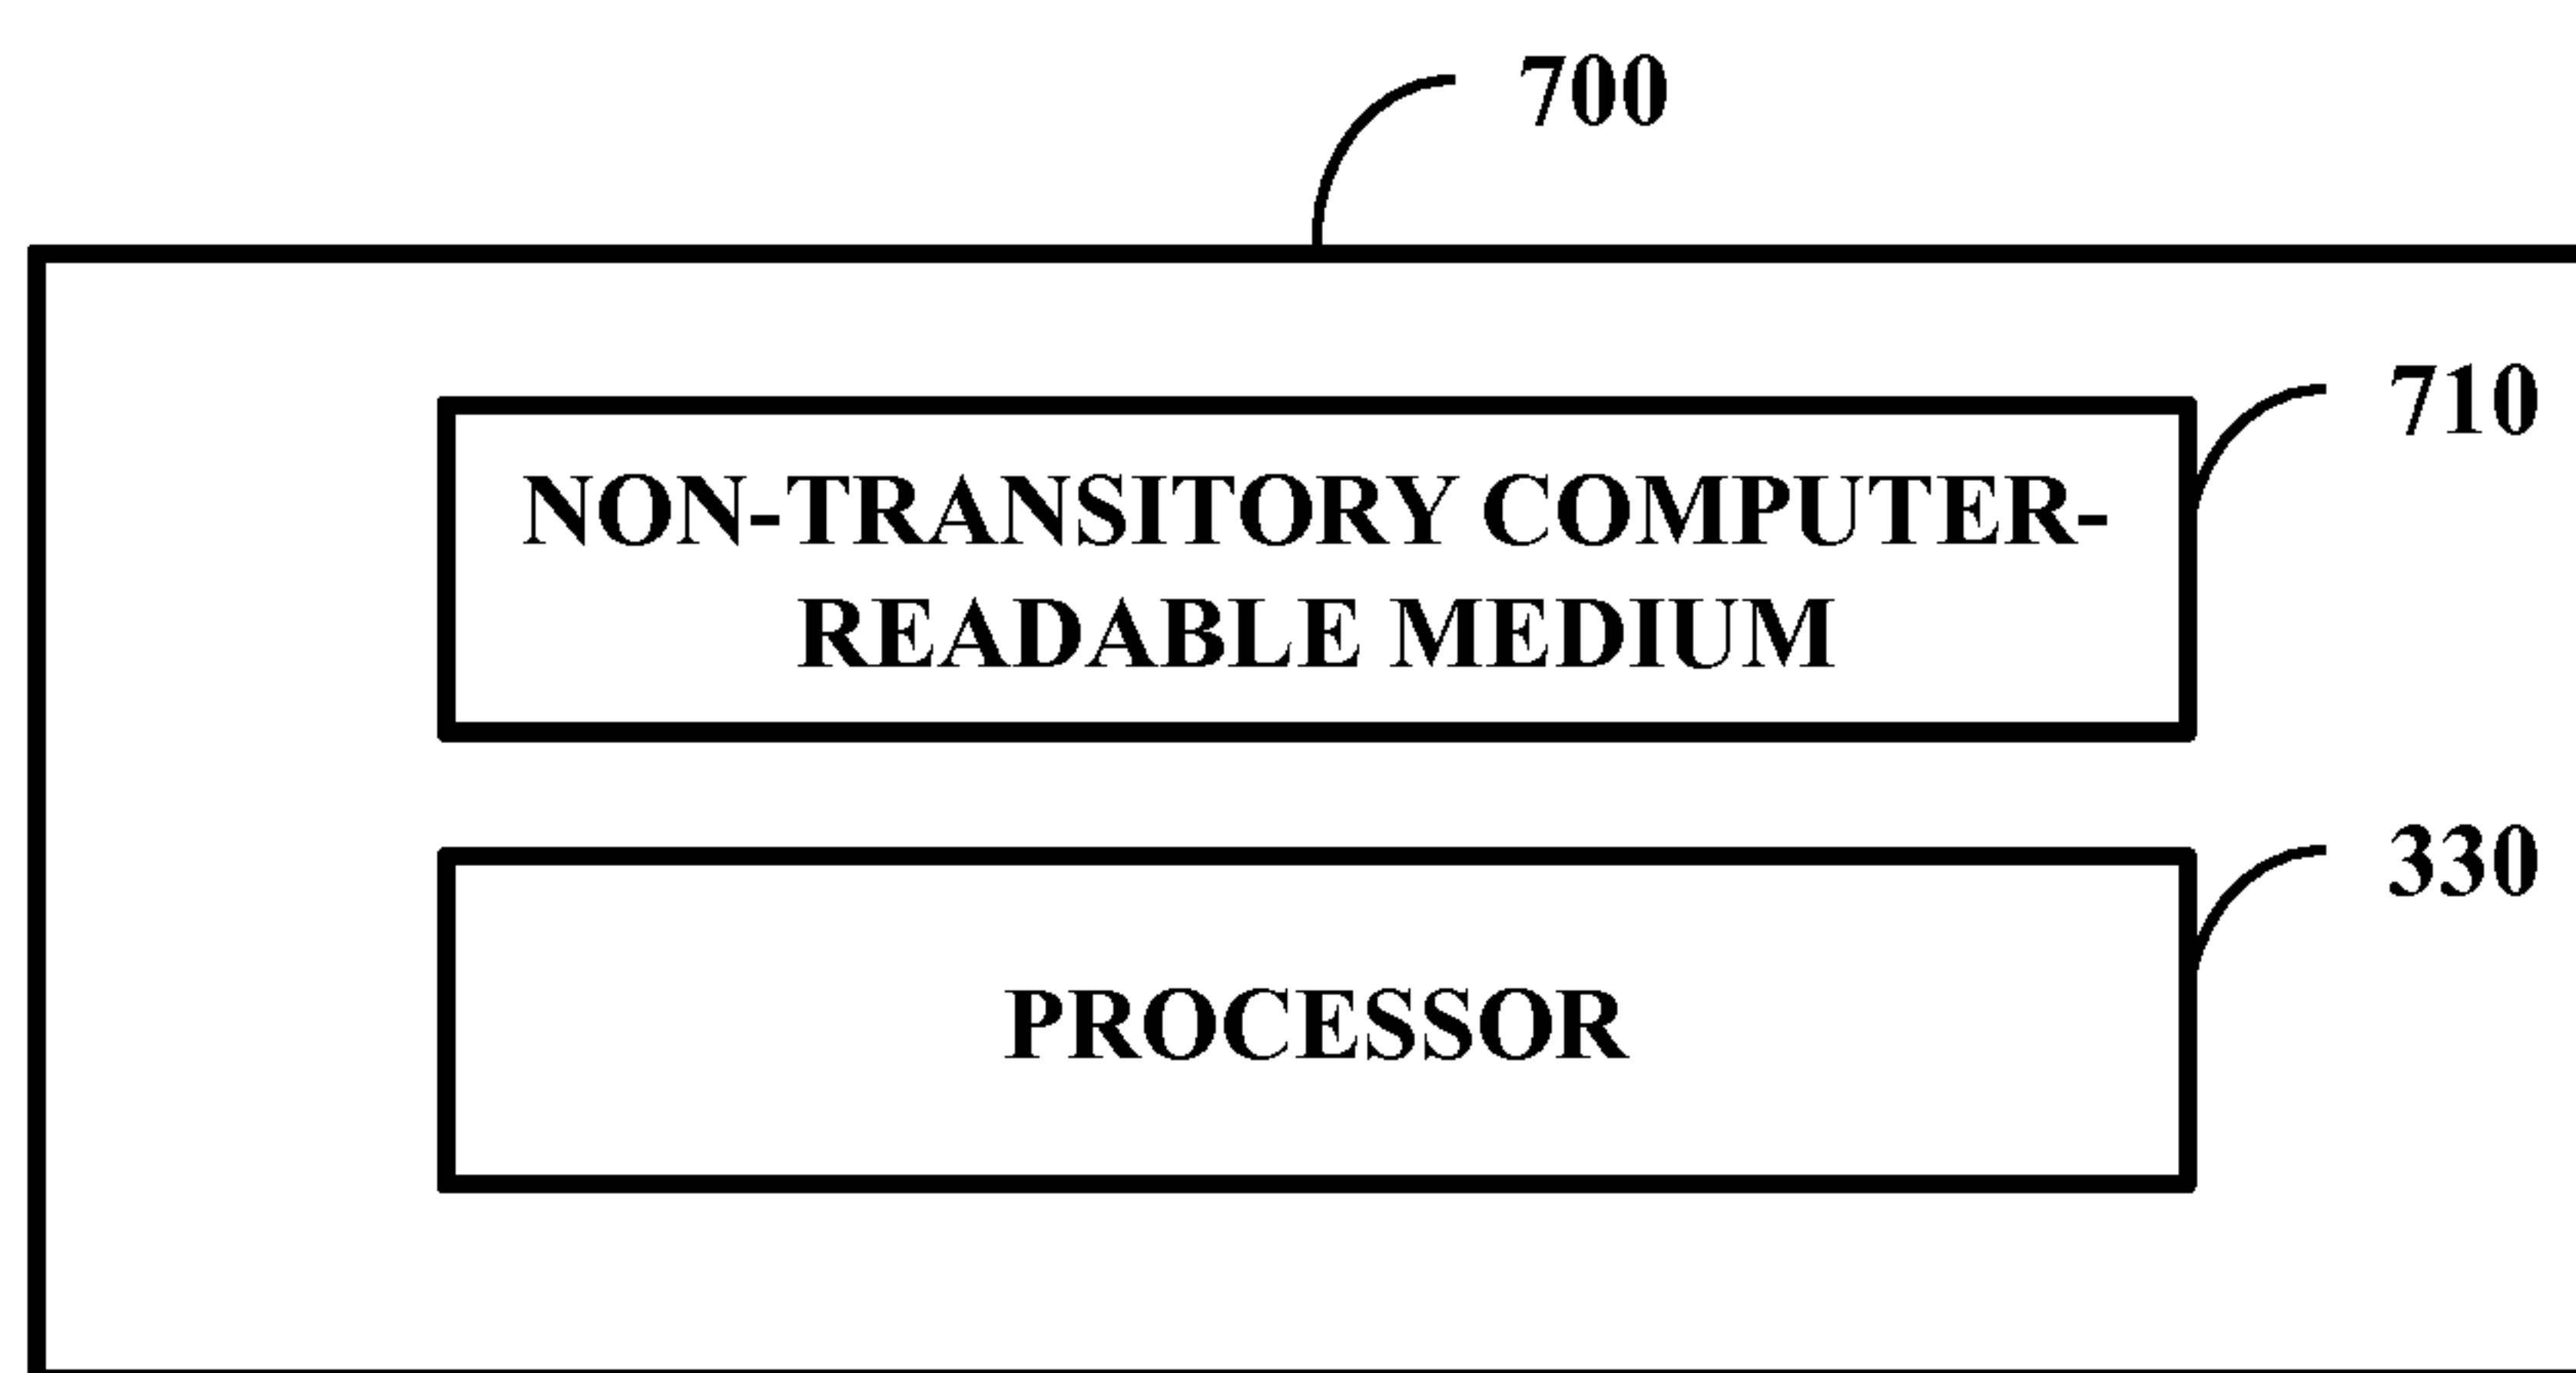 700
710
NON-TRANSITORY COMPUTER-
READABLE MEDIUM
330
PROCESSOR